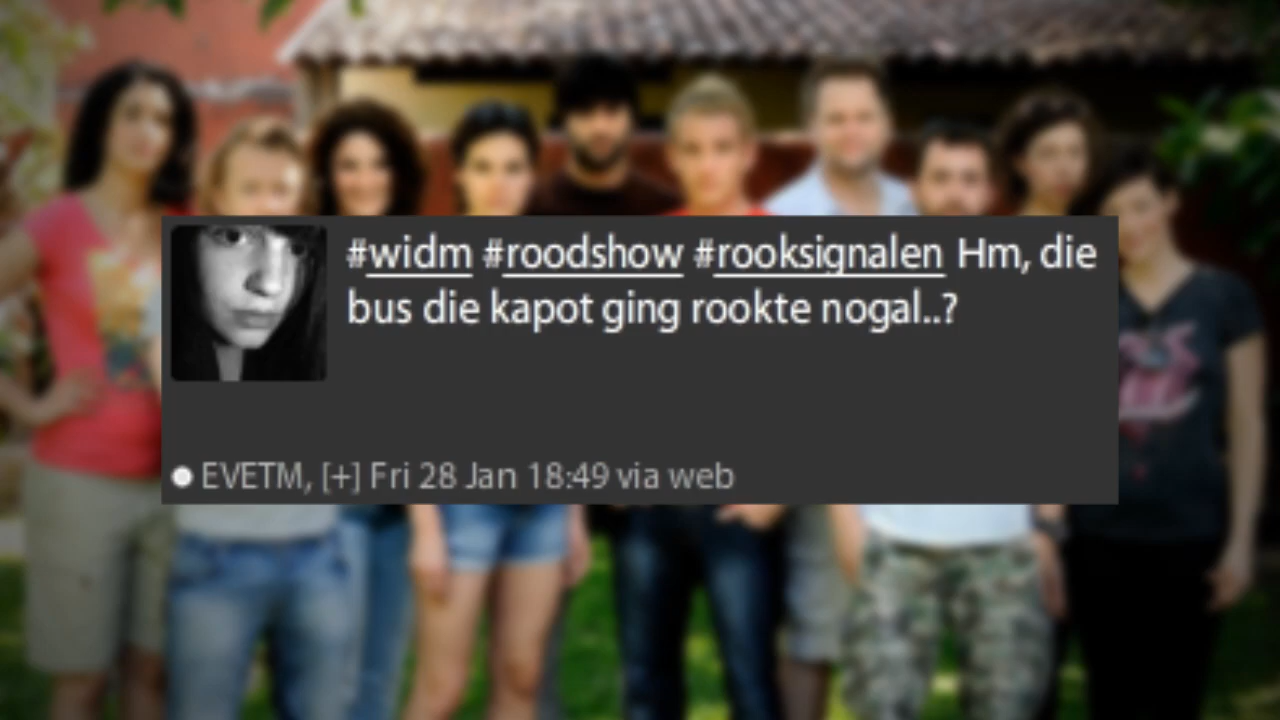 #widm #roodshow #rooksignalen Hm, die
bus die kapot ging rookte nogal..?
EVETM, [+] Fri 28 Jan 18:49 via web